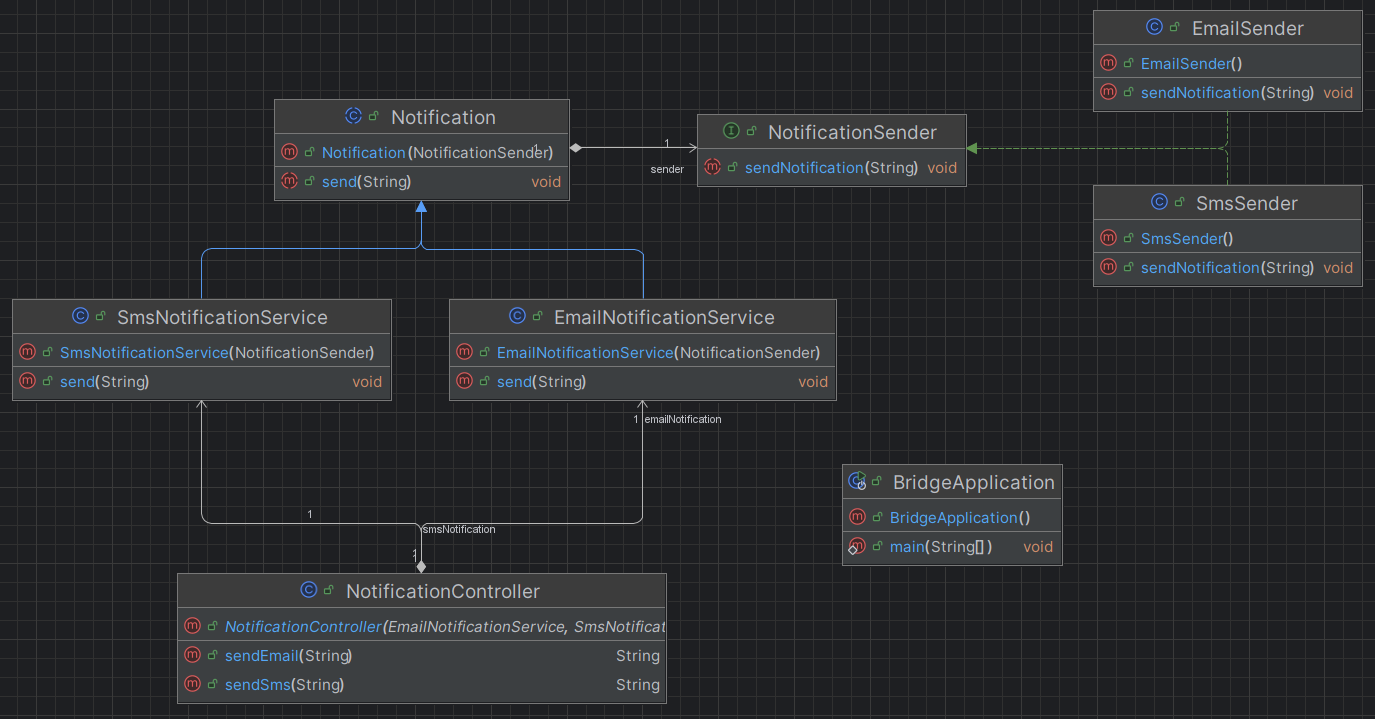 EmailSender
EmailSender()
sendNotification(String) void
Notification
Notification(NotificationSender)
send(String) void
1
1
sender
NotificationSender
sendNotification(String) void
SmsSender
SmsSender()
sendNotification(String) void
SmsNotificationService
SmsNotificationService(NotificationSender)
send(String) void
EmailNotificationService
EmailNotificationService(NotificationSender)
send(String) void
1 emailNotification
BridgeApplication
BridgeApplication()
main(String[]) void
1
smsNotification
1
NotificationController
NotificationController(EmailNotificationService, SmsNotificat
sendEmail(String) String
sendSms(String) String